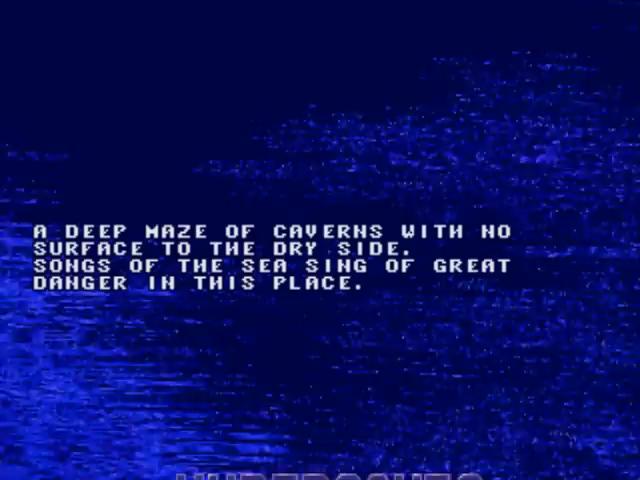 A DEEP MAZE OF CAVERNS WITH NO
SURFACE TO THE DRY SIDE.
SONGS OF THE SEA SING OF GREAT
DANGER IN THIS PLACE.